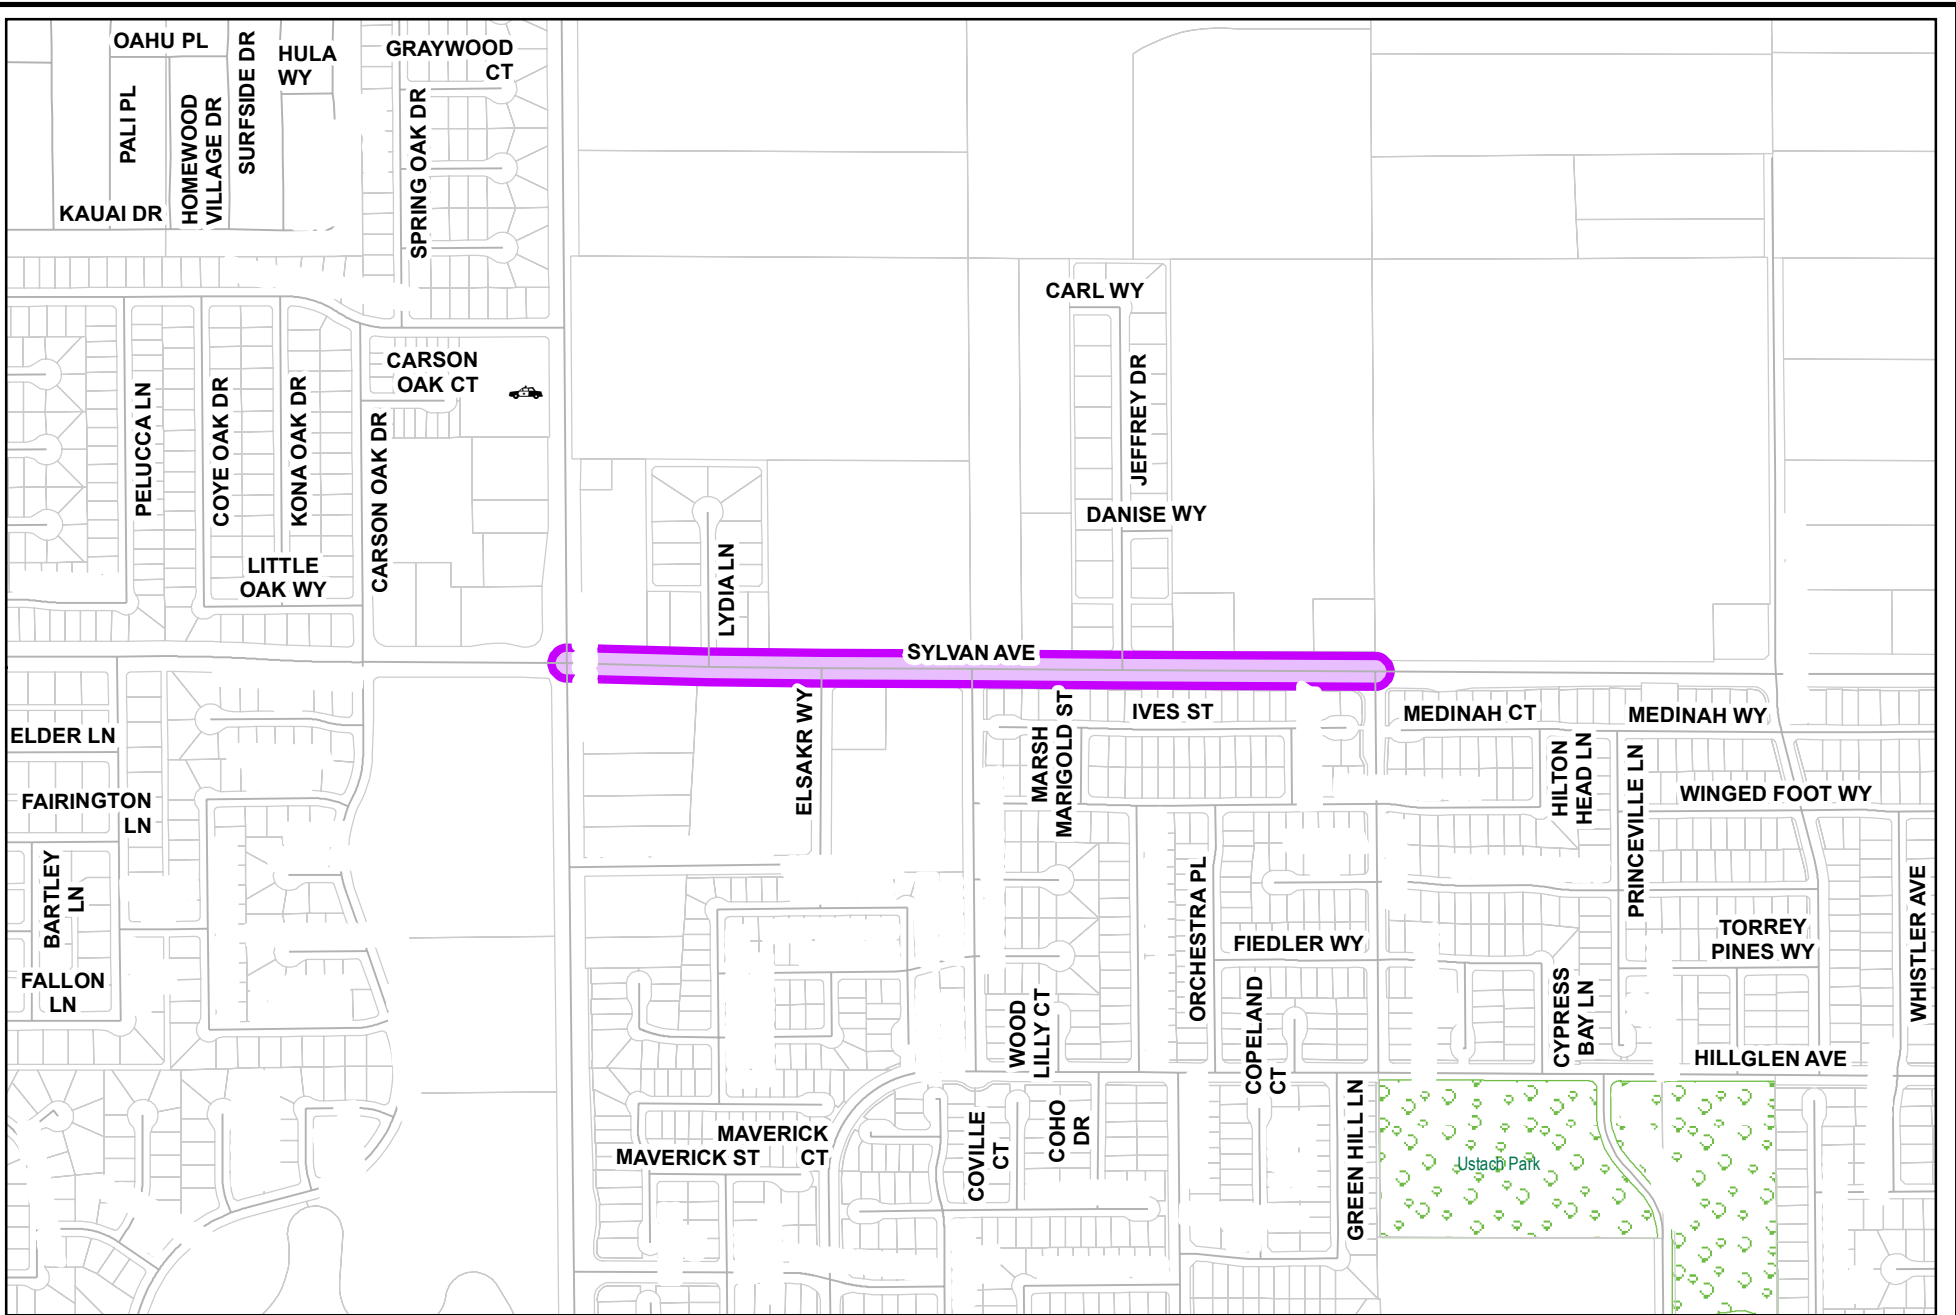 OAHU PL
SURFSIDE DR
HULA
WY
GRAYWOOD
CT
PALI PL
HOMEWOOD
VILLAGE DR
SPRING OAK DR
KAUAI DR
CARL WY
CARSON
OAK CT
JEFFREY DR
PELUCCA LN
COYE OAK DR
KONA OAK DR
CARSON OAK DR
DANISE WY
LITTLE
OAK WY
LYDIA LN
SYLVAN AVE
ELSAKR WY
MARSH
MARIGOLD ST
IVES ST
MEDINAH CT
MEDINAH WY
ELDER LN
HILTON
HEAD LN
PRINCEVILLE LN
FAIRINGTON
LN
WINGED FOOT WY
BARTLEY
LN
ORCHESTRA PL
WHISTLER AVE
FIEDLER WY
TORREY
PINES WY
FALLON
LN
WOOD
LILLY CT
COPELAND
CT
CYPRESS
BAY LN
HILLGLEN AVE
MAVERICK
CT
MAVERICK ST
COVILLE
CT
COHO
DR
GREEN HILL LN
Ustach Park